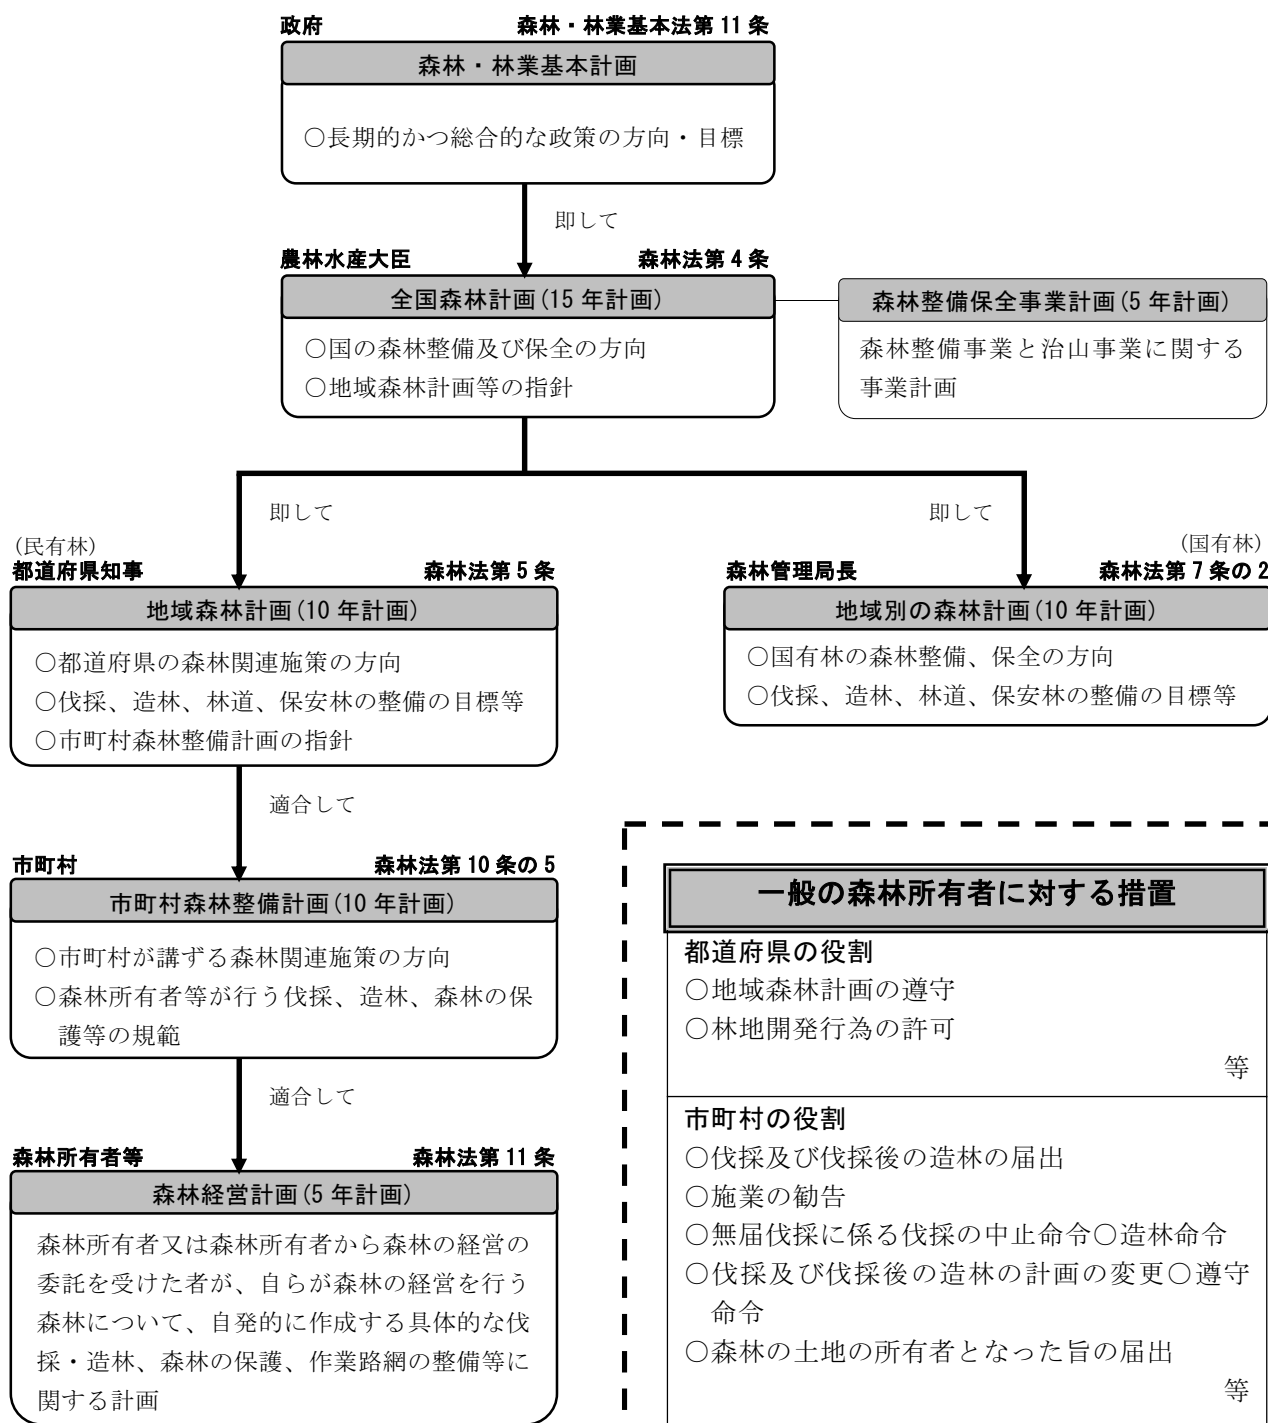 政府 森林・林業基本法第11条
森林・林業基本計画
○長期的かつ総合的な政策の方向・目標
即して
農林水産大臣 森林法第4条
全国森林計画(15年計画)
○国の森林整備及び保全の方向
○地域森林計画等の指針
森林整備保全事業計画(5年計画)
森林整備事業と治山事業に関する
事業計画
即して
即して
(民有林)
都道府県知事 森林法第5条
地域森林計画(10年計画)
○都道府県の森林関連施策の方向
○伐採、造林、林道、保安林の整備の目標等
○市町村森林整備計画の指針
(国有林)
森林管理局長 森林法第7条の2
地域別の森林計画(10年計画)
○国有林の森林整備、保全の方向
○伐採、造林、林道、保安林の整備の目標等
適合して
市町村 森林法第10条の5
市町村森林整備計画(10年計画)
○市町村が講ずる森林関連施策の方向
○森林所有者等が行う伐採、造林、森林の保
護等の規範
適合して
森林所有者等 森林法第11条
森林経営計画(5年計画)
森林所有者又は森林所有者から森林の経営の
委託を受けた者が、自らが森林の経営を行う
森林について、自発的に作成する具体的な伐
採・造林、森林の保護、作業路網の整備等に
関する計画
一般の森林所有者に対する措置
都道府県の役割
○地域森林計画の遵守
○林地開発行為の許可
等
市町村の役割
○伐採及び伐採後の造林の届出
○施業の勧告
○無届伐採に係る伐採の中止命令○造林命令
○伐採及び伐採後の造林の計画の変更○遵守
命令
○森林の土地の所有者となった旨の届出
等